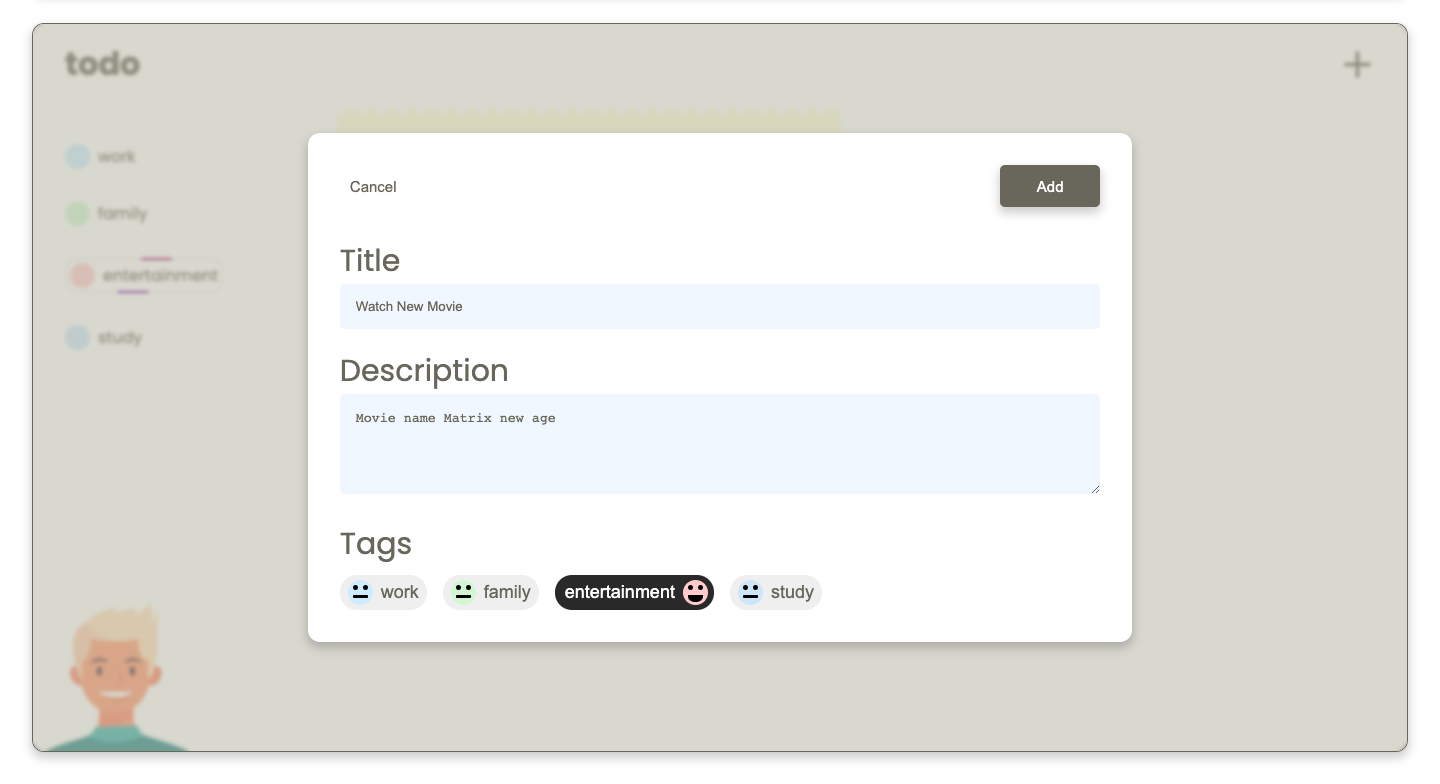 todo
work
family
entertainment
study
Cancel
Add
Title
Watch New Movie
Description
Movie name Matrix new age
Tags
work
family
entertainment
study